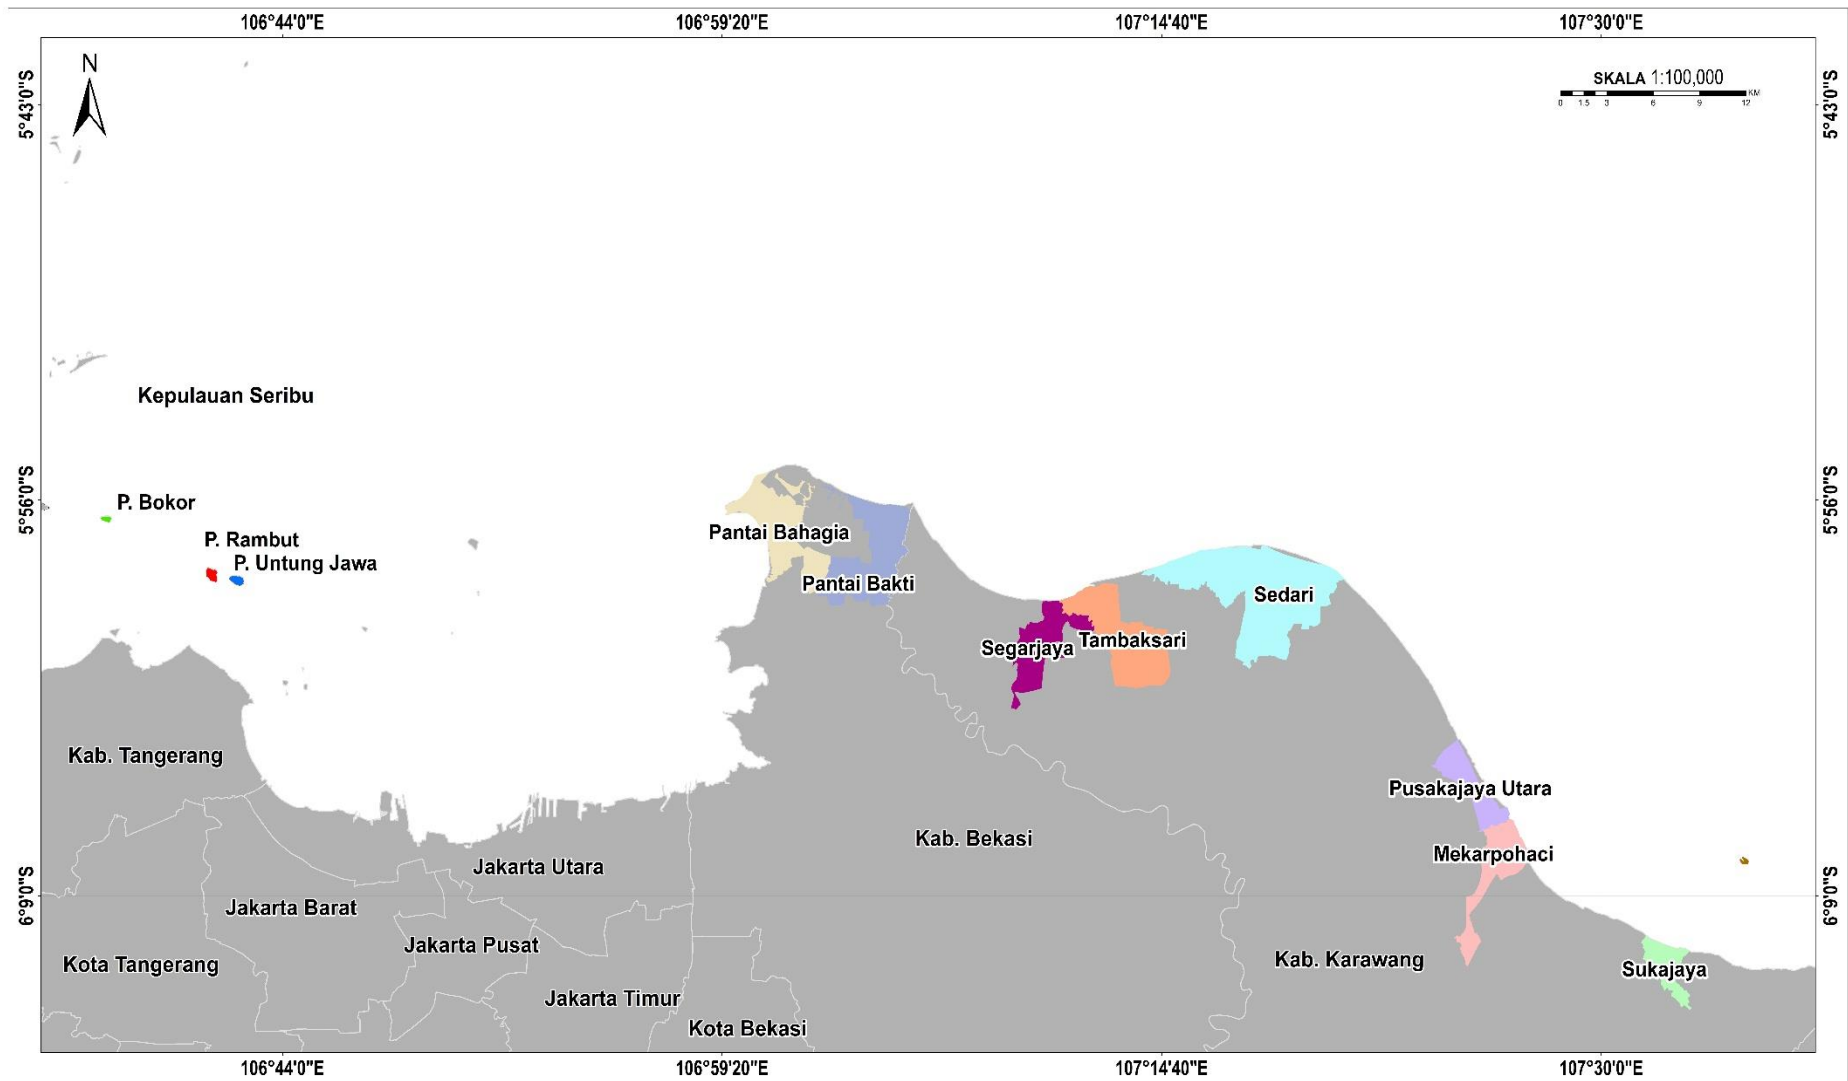 106°44'0"E
106°59'20"E
107°14'40"E
107°30'0"E
N
SKALA 1:100,000
KM
0 1.5 3 6 9 12
5°43'0"S
5°43'0"S
Kepulauan Seribu
P. Bokor
5°56'0"S
5°56'0"S
P. Rambut
P. Untung Jawa
Pantai Bahagia
Pantai Bakti
Sedari
Segarjaya
Tambaksari
Kab. Tangerang
Pusakajaya Utara
Kab. Bekasi
Mekarpohaci
Jakarta Utara
6°9'0"S
6°9'0"S
Jakarta Barat
Jakarta Pusat
Kota Tangerang
Kab. Karawang
Sukajaya
Jakarta Timur
Kota Bekasi
106°44'0"E
106°59'20"E
107°14'40"E
107°30'0"E